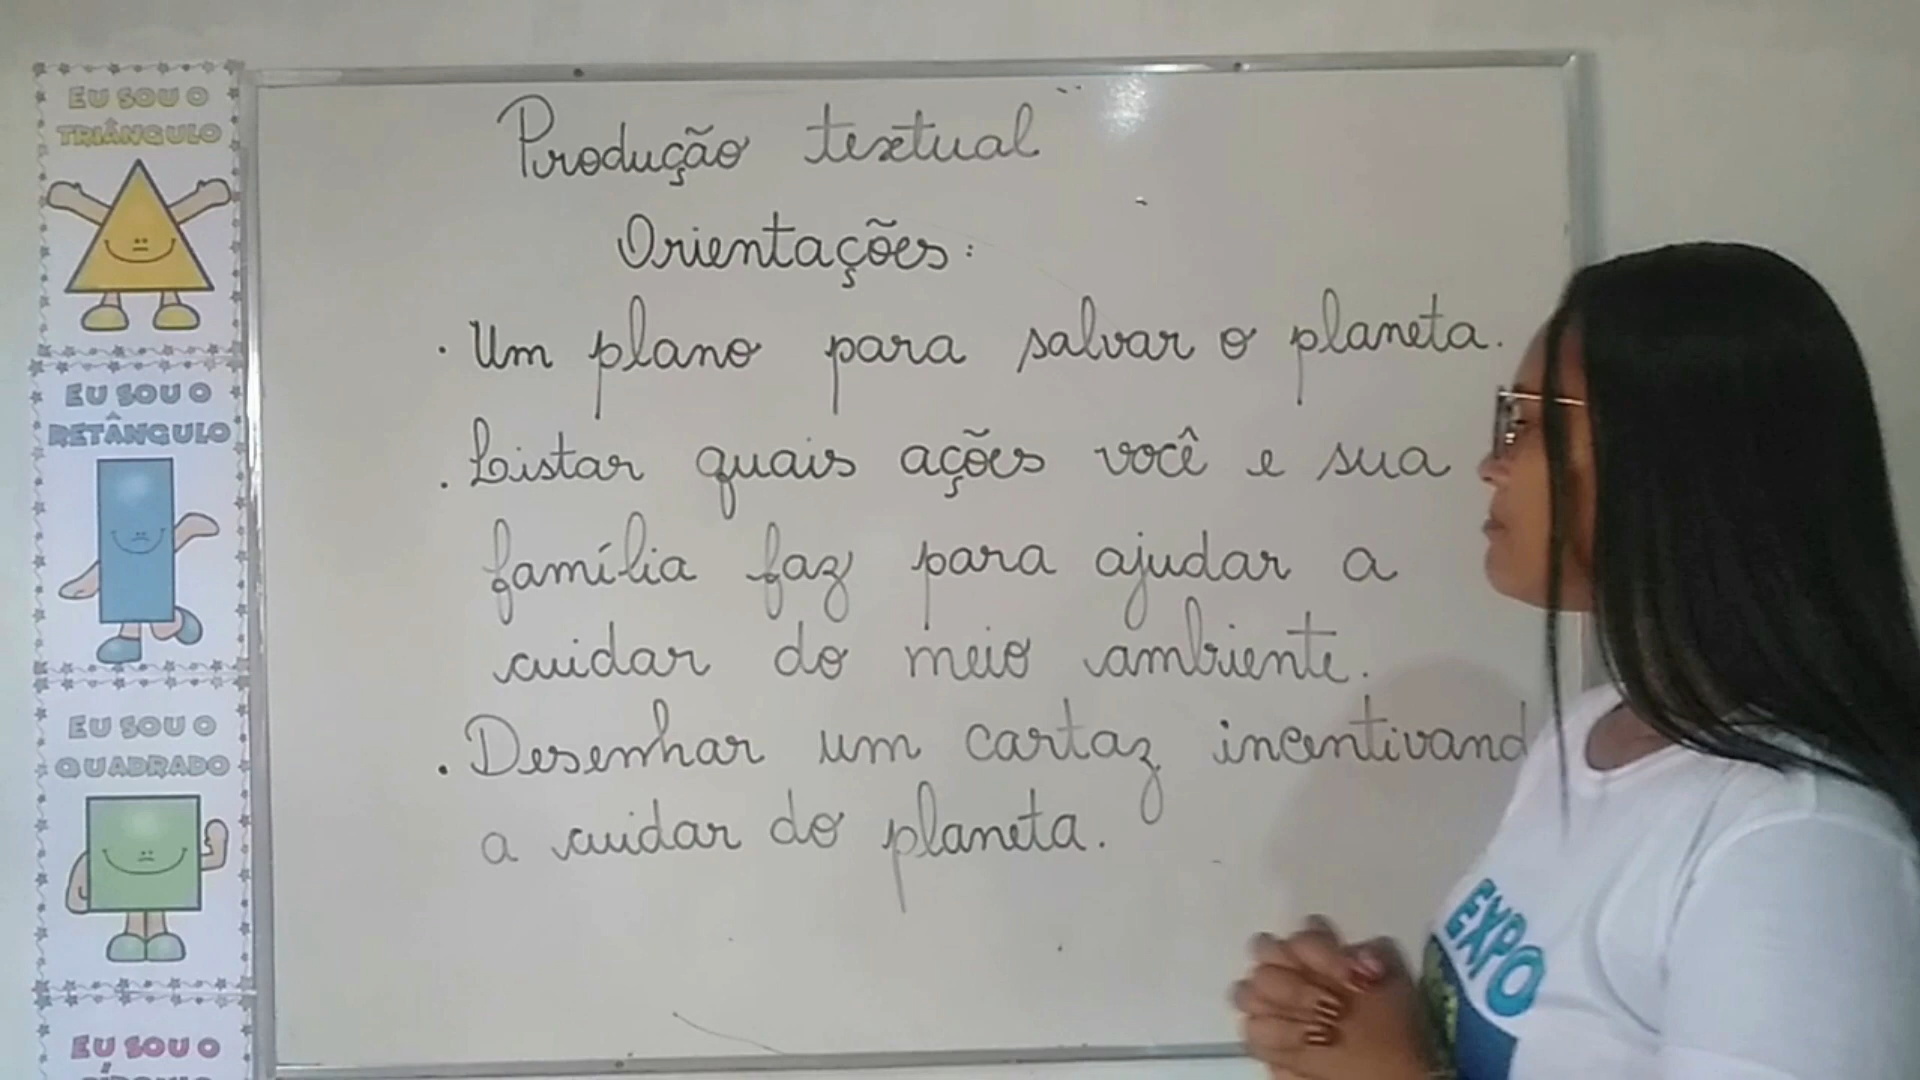 EU SOU O
TRIÂNGULO
EU SOU O
RETÂNGULO
EU SOU O
QUADRADO
EU SOU O
Produção textual
Orientações:
. Um plano para salvar o planeta.
. Listar quais ações você e sua
família faz para ajudar a
cuidar do meio ambiente.
. Desenhar um cartaz incentivand
a cuidar do planeta.
EXPO